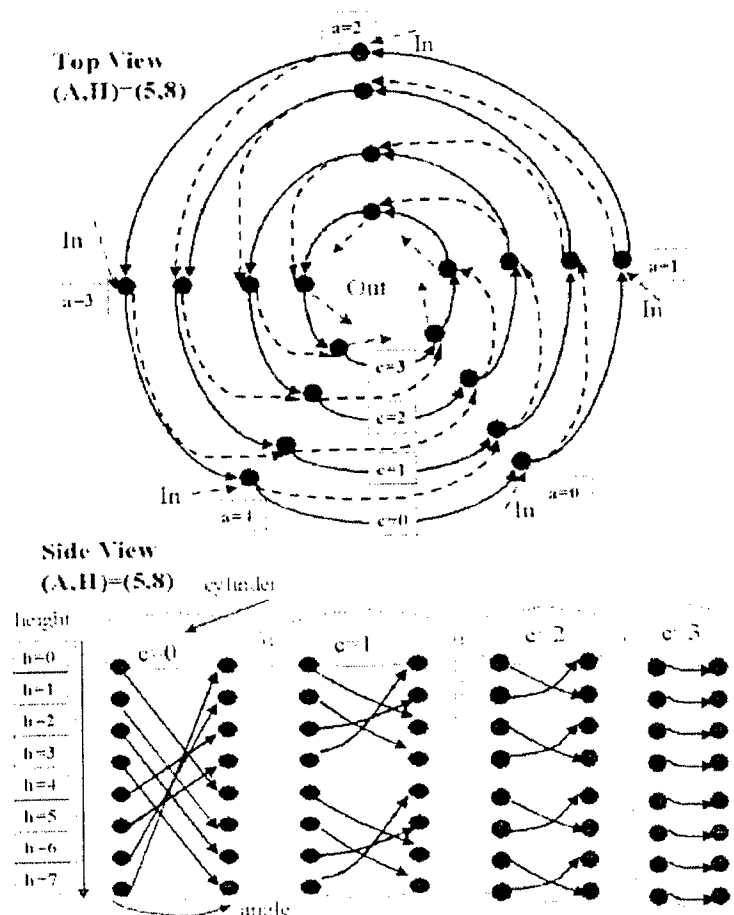 a=2
In
Top View
(A,H)=(5,8)
In
a=3
Out
a=1
In
c=3
c=2
c=1
In
a=4
c=0
In
a=0
Side View
(A,H)=(5,8)
cylinder
height
c=0
c=1
c=2
c=3
h=0
h=1
h=2
h=3
h=4
h=5
h=6
h=7
angle